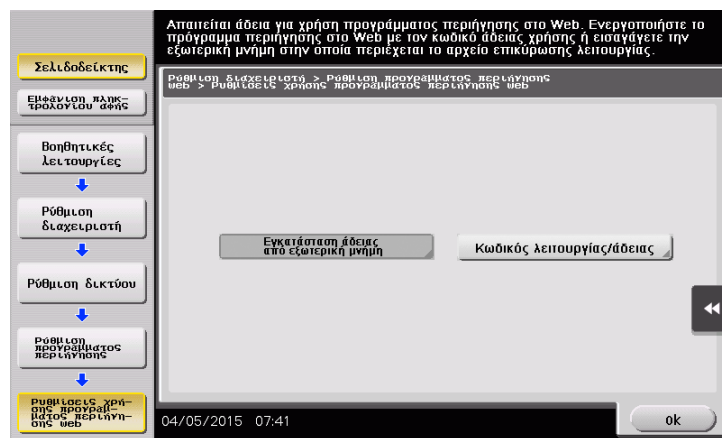 Απαιτείται άδεια για χρήση προγράμματος περιήγησης στο Web. Ενεργοποιήστε το
πρόγραμμα περιήγησης στο Web με τον κωδικό άδειας χρήσης ή εισαγάγετε την
εξωτερική μνήμη στην οποία περιέχεται το αρχείο επικύρωσης λειτουργίας.
Σελιδοδείκτης
Εμφάνιση πληκ-
τρολογίου αφής
Βοηθητικές
λειτουργίες
Ρύθμιση
διαχειριστή
Ρύθμιση δικτύου
Ρύθμιση
προγράμματος
περιήγησης
Ρυθμίσεις χρή-
σης προγράμ-
ματος περιήγη-
σης web
Ρύθμιση διαχειριστή > Ρύθμιση προγράμματος περιήγησης
web > Ρυθμίσεις χρήσης προγράμματος περιήγησης web
Εγκατάσταση άδειας
από εξωτερική μνήμη
Κωδικός λειτουργίας/άδειας
04/05/2015 07:41
ok